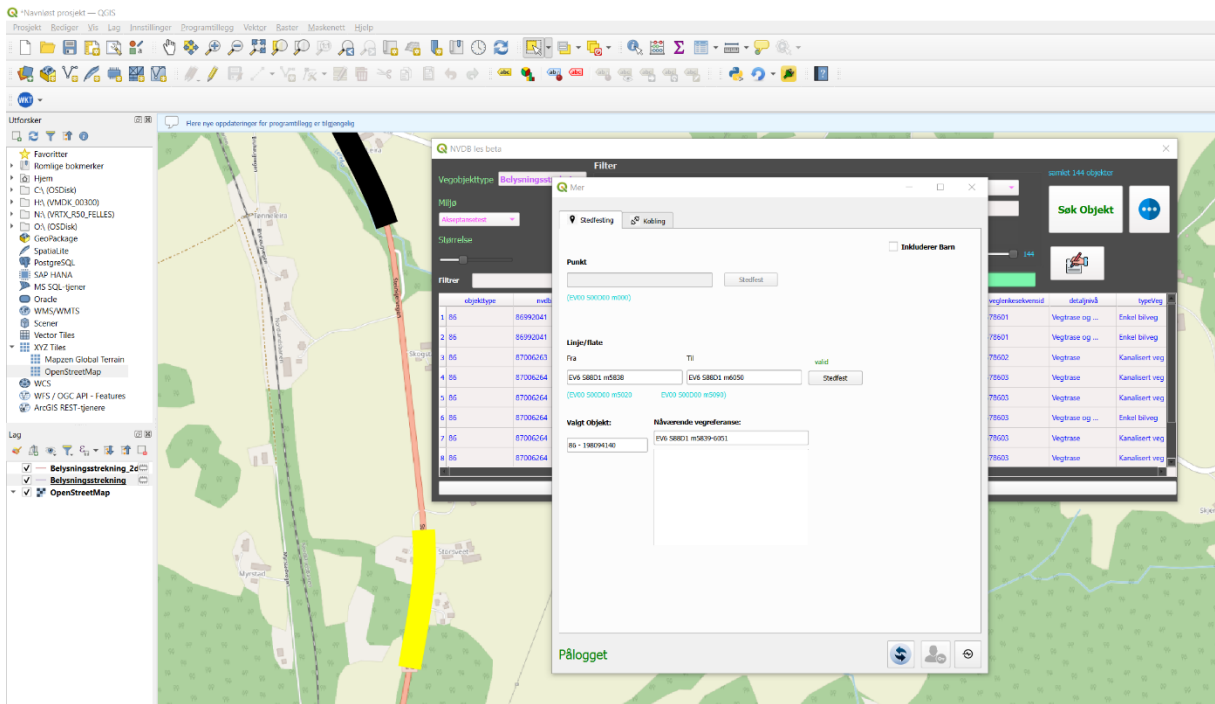 *Navnløst prosjekt — QGIS
Prosjekt Rediger Vis Lag Innstillinger Programtillegg Vektor Raster Maskenett Hjelp
WKT
Utforsker
Flere nye oppdateringer for programtillegg er tilgjengelig
Favoritter
Romlige bokmerker
Hjem
C:\ (OSDisk)
H:\ (VMDK_00300)
N:\ (VRTX_R50_FELLES)
O:\ (OSDisk)
GeoPackage
SpatiaLite
PostgreSQL
SAP HANA
MS SQL-tjener
Oracle
WMS/WMTS
Scener
Vector Tiles
XYZ Tiles
Mapzen Global Terrain
OpenStreetMap
WCS
WFS / OGC API - Features
ArcGIS REST-tjenere
Lag
Belysningsstrekning_2d
Belysningsstrekning
OpenStreetMap
Myrstad
NVDB les beta
Filter
Vegobjekttype
samlet 144 objekter
Miljø
Akseptansetest
Størrelse
144
Søk Objekt
Filtrer
objekttype
veglenkesekvensid detaljnivå typeVeg
1 86 86992041 78601 Vegtrase og ... Enkel bilveg
2 86 86992041 78601 Vegtrase og ... Enkel bilveg
3 86 87006263 78602 Vegtrase Kanalisert veg
4 86 87006264 78603 Vegtrase Kanalisert veg
5 86 87006264 78603 Vegtrase Kanalisert veg
6 86 87006264 78603 Vegtrase og ... Enkel bilveg
7 86 87006264 78603 Vegtrase Kanalisert veg
8 86 87006264 78603 Vegtrase Kanalisert veg
Mer
Stedfesting Kobling
Inkluderer Barn
Punkt
Stedfest
(EV00 S00D00 m000)
Linje/flate
Fra Til valid
EV6 S88D1 m5838 EV6 S88D1 m6050 Stedfest
(EV00 S00D00 m5020 EV00 S00D00 m5090)
Valgt Objekt: Nåværende vegreferanse:
86 - 198094140 EV6 S88D1 m5839-6051
Pålogget